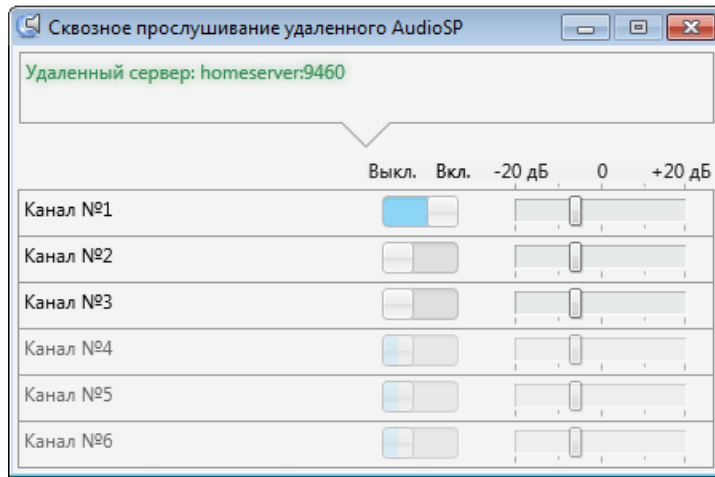 Сквозное прослушивание удаленного AudioSP
Удаленный сервер: homeserver:9460
Выкл. Вкл. -20 дБ 0 +20 дБ
Канал №1
Канал №2
Канал №3
Канал №4
Канал №5
Канал №6